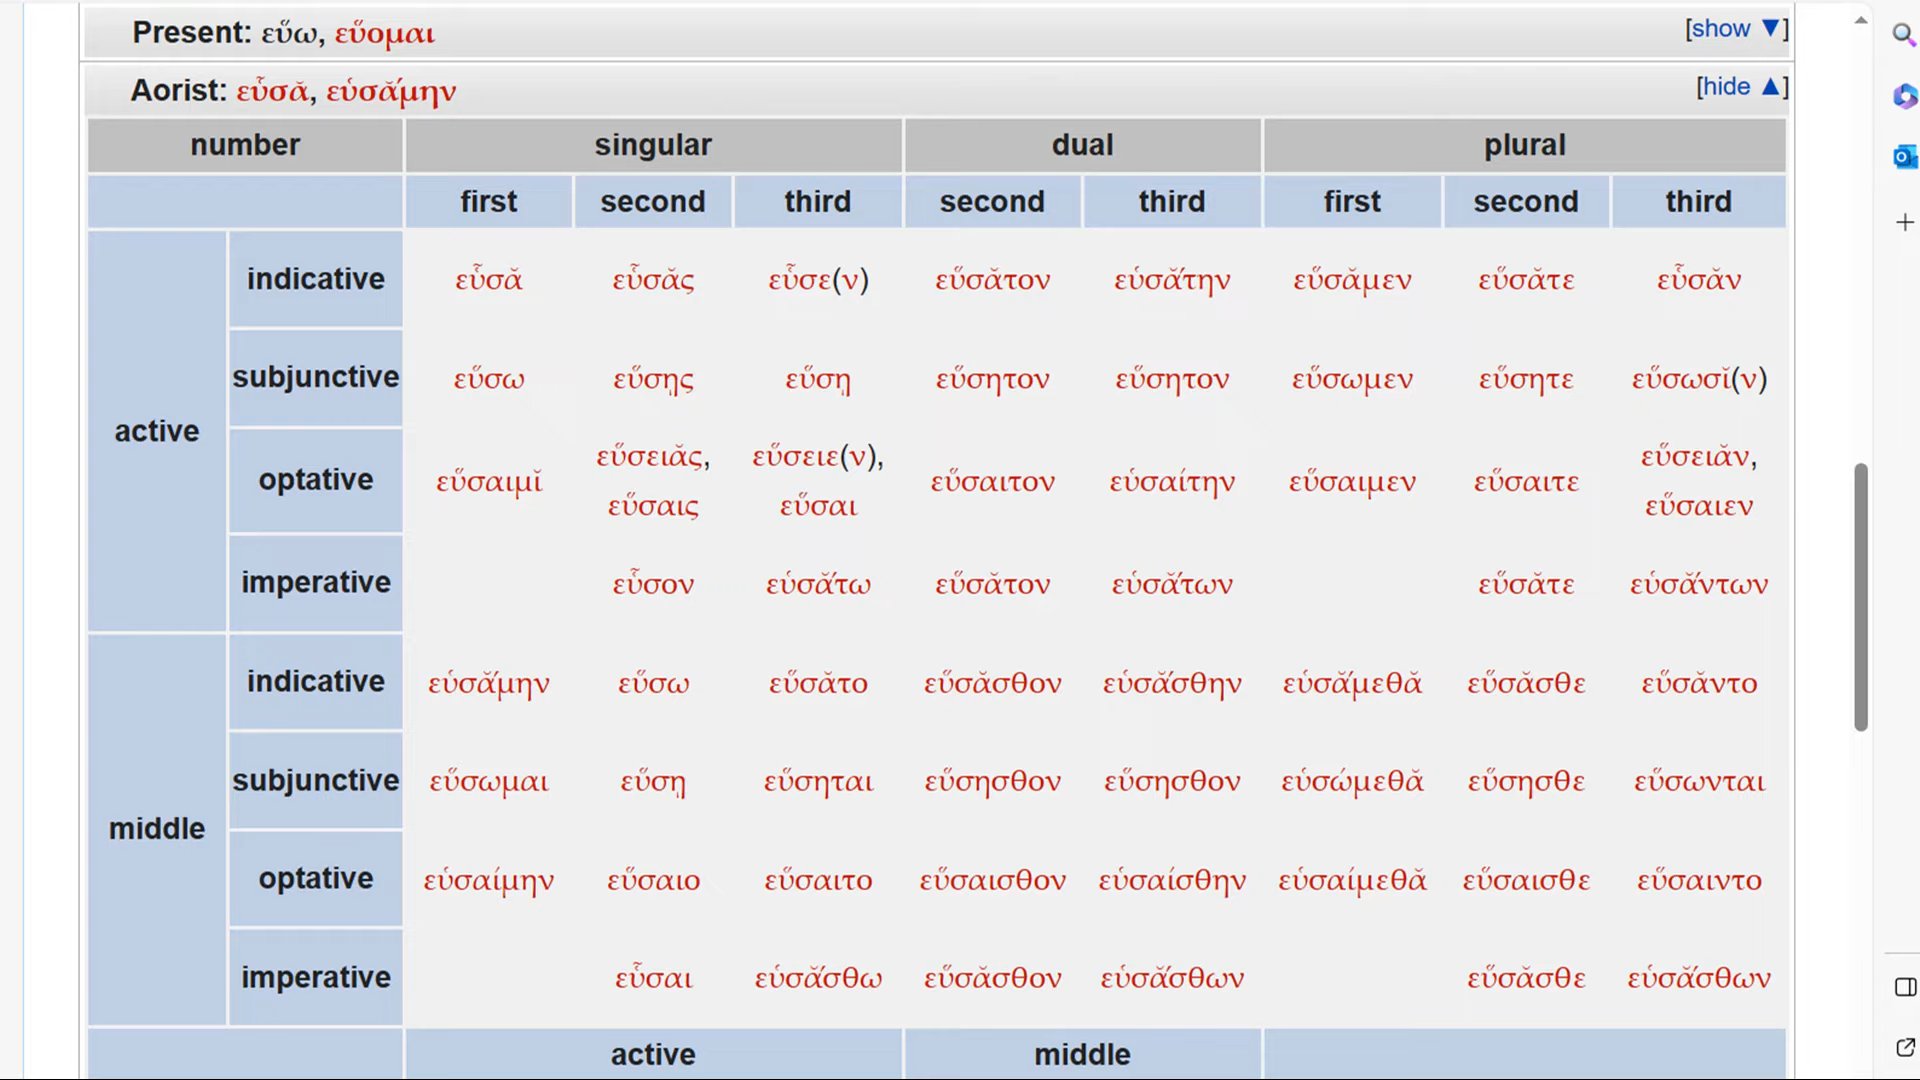 Present: εὕω, εὕομαι [show ▼]
Aorist: εὗσᾰ, εὑσᾰ́μην [hide ▲]
number singular dual plural
first second third second third first second third
active
indicative εὗσᾰ εὗσᾰς εὗσε(ν) εὕσᾰτον εὑσᾰ́την εὕσᾰμεν εὕσᾰτε εὗσᾰν
subjunctive εὕσω εὕσῃς εὕσῃ εὕσητον εὕσητον εὕσωμεν εὕσητε εὕσωσῐ(ν)
optative εὕσαιμῐ εὕσειᾰς, εὕσαις εὕσειε(ν), εὕσαι εὕσαιτον εὑσαίτην εὕσαιμεν εὕσαιτε εὕσειᾰν, εὕσαιεν
imperative εὗσον εὑσᾰ́τω εὕσᾰτον εὑσᾰ́των εὕσᾰτε εὑσᾰ́ντων
middle
indicative εὑσᾰ́μην εὕσω εὕσᾰτο εὕσᾰσθον εὑσᾰ́σθην εὑσᾰ́μεθᾰ εὕσᾰσθε εὕσᾰντο
subjunctive εὕσωμαι εὕσῃ εὕσηται εὕσησθον εὕσησθον εὑσώμεθᾰ εὕσησθε εὕσωνται
optative εὑσαίμην εὕσαιο εὕσαιτο εὕσαισθον εὑσαίσθην εὑσαίμεθᾰ εὕσαισθε εὕσαιντο
imperative εὗσαι εὑσᾰ́σθω εὕσᾰσθον εὑσᾰ́σθων εὕσᾰσθε εὑσᾰ́σθων
active middle